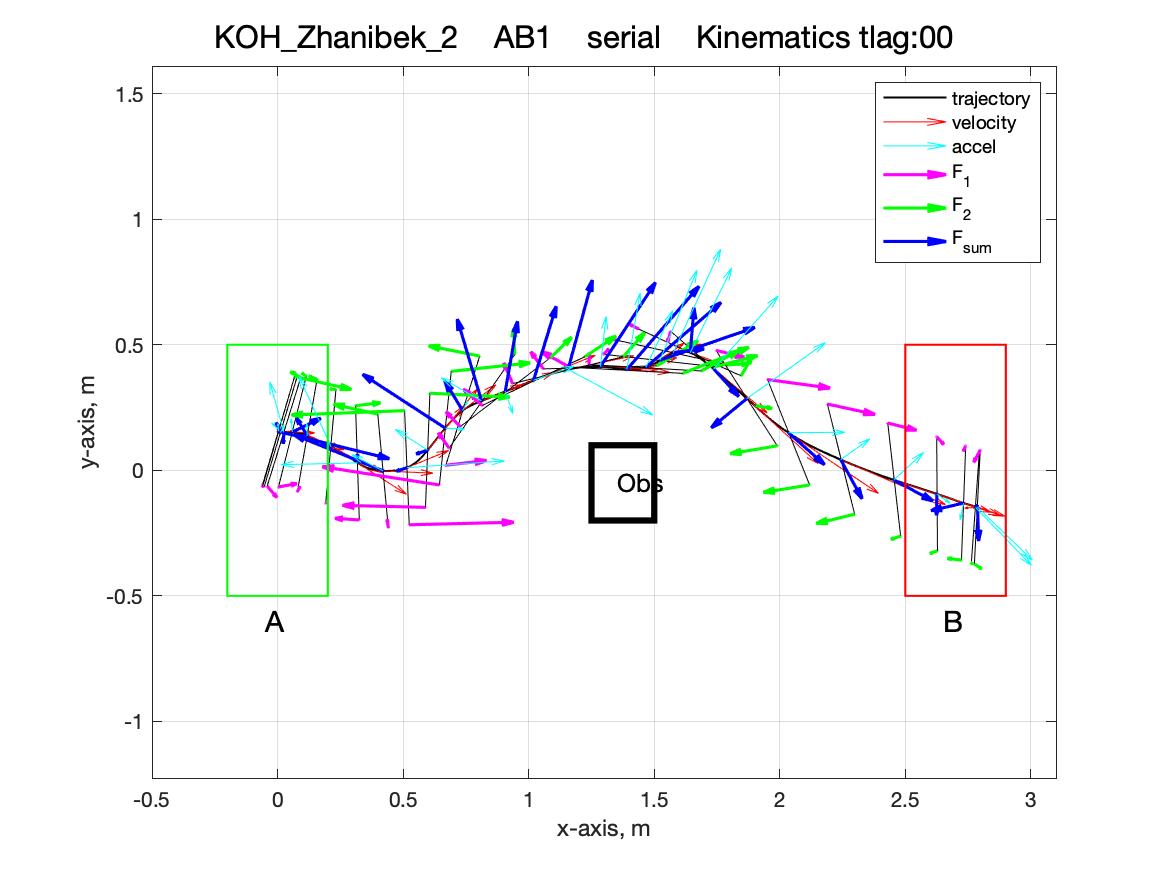 KOH_Zhanibek_2 AB1 serial Kinematics tlag:00
trajectory
velocity
accel
F1
F2
Fsum
1.5
1
0.5
0
-0.5
-1
y-axis, m
Obs
A
B
-0.5 0 0.5 1 1.5 2 2.5 3
x-axis, m